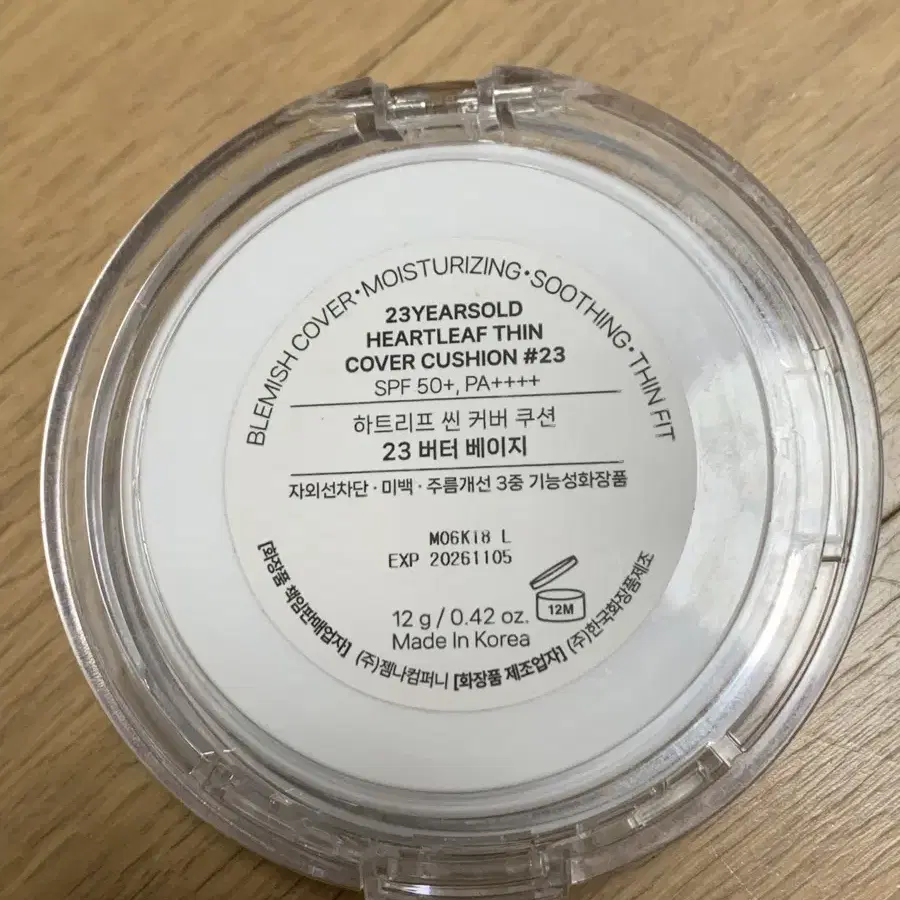 BLEMISH COVER•MOISTURIZING•SOOTHING•THIN FIT
23YEARSOLD
HEARTLEAF THIN
COVER CUSHION #23
SPF 50+, PA++++
하트리프 씬 커버 쿠션
23 버터 베이지
자외선차단·미백·주름개선 3중 기능성화장품
M06K18 L
EXP 20261105
12 g / 0.42 oz.
Made In Korea
12M
[화장품 책임판매업자] (주)젬나컴퍼니 [화장품 제조업자] (주)한국화장품제조